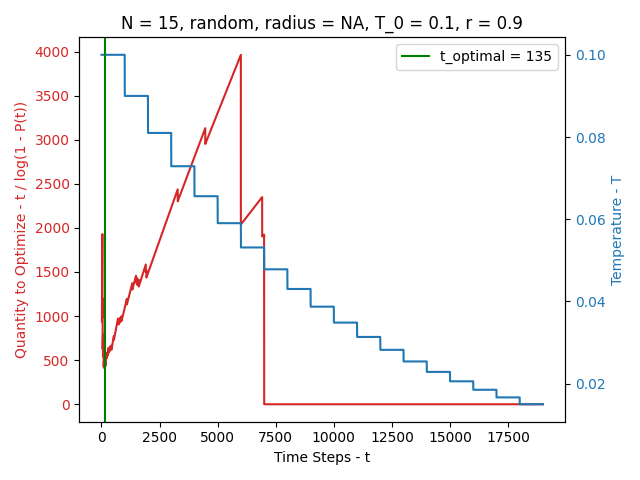 N = 15, random, radius = NA, T_0 = 0.1, r = 0.9
t_optimal = 135
Quantity to Optimize - t / log(1 - P(t))
4000
3500
3000
2500
2000
1500
1000
500
0
0.10
0.08
0.06
0.04
0.02
Temperature - T
0 2500 5000 7500 10000 12500 15000 17500
Time Steps - t